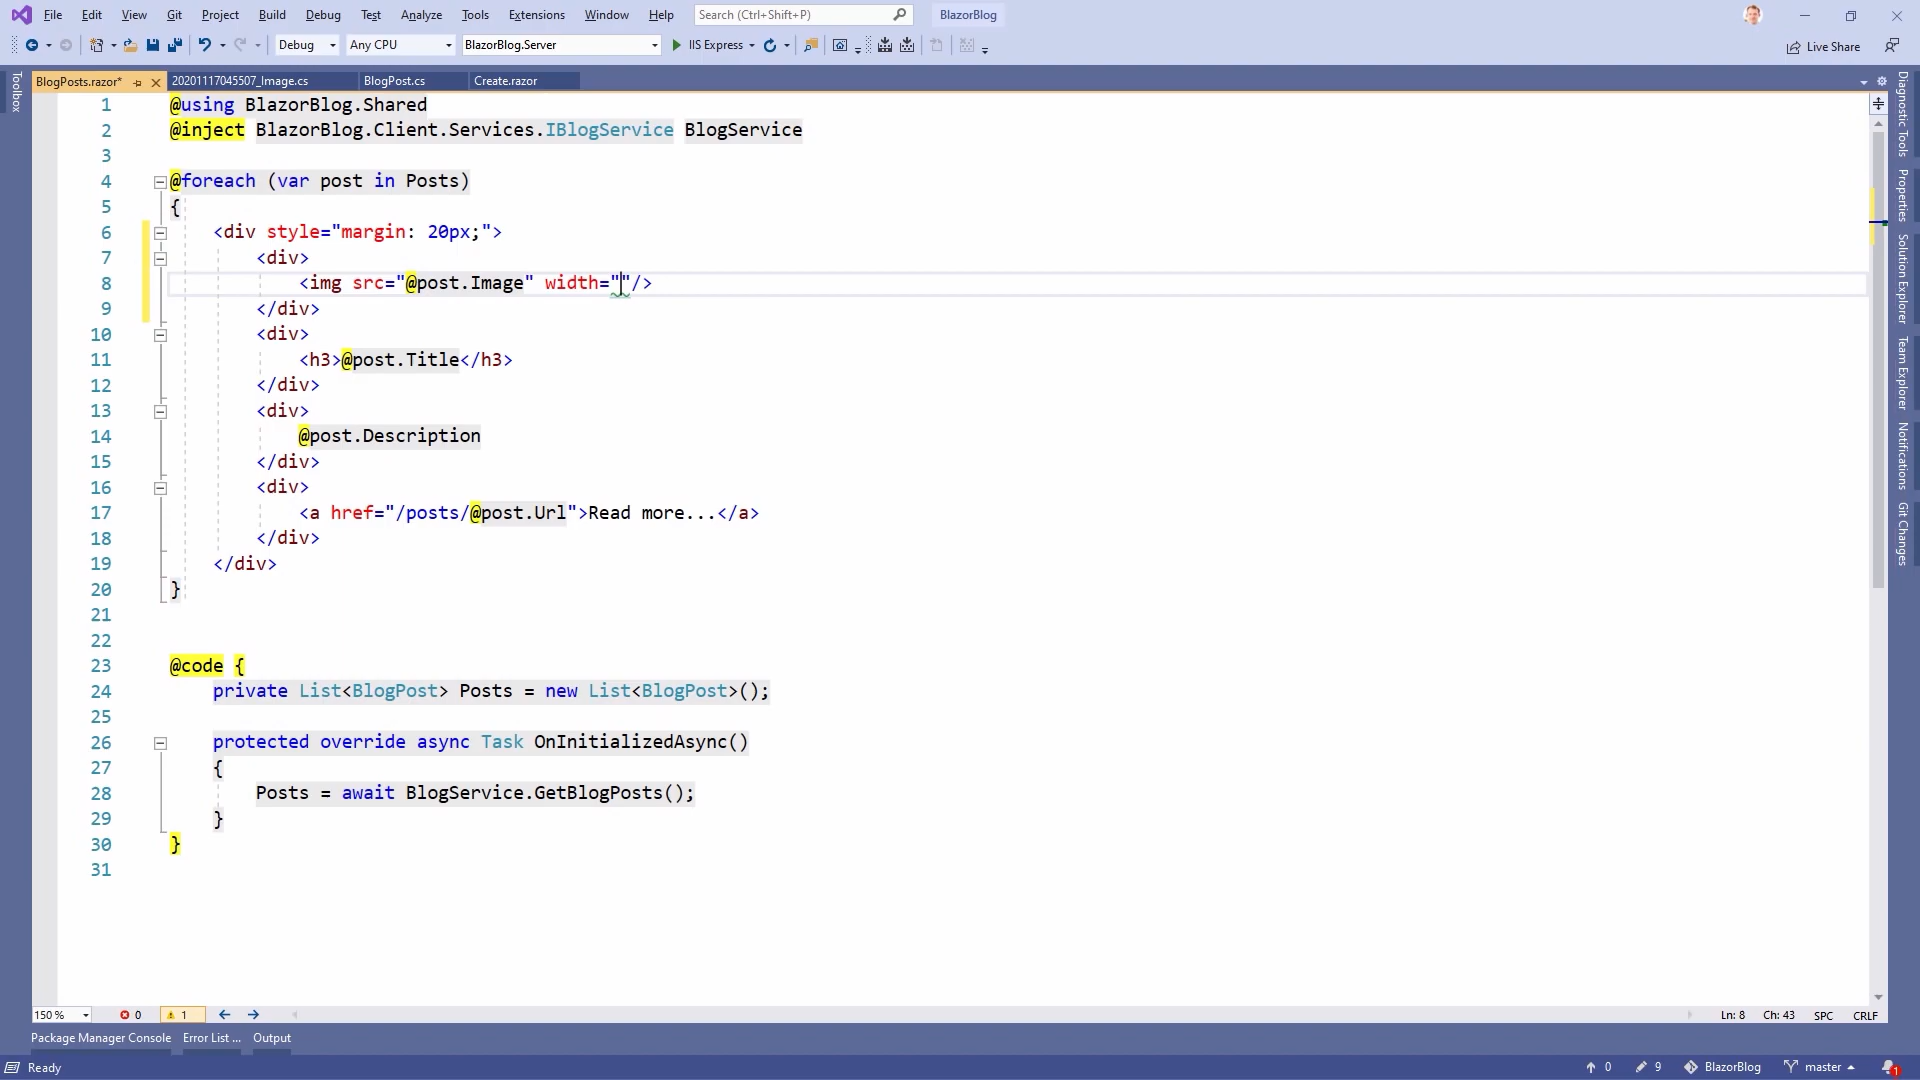 File Edit View Git Project Build Debug Test Analyze Tools Extensions Window Help Search (Ctrl+Shift+P) BlazorBlog
Debug Any CPU BlazorBlog.Server IIS Express Live Share
Toolbox
BlogPosts.razor* 20201117045507_Image.cs BlogPost.cs Create.razor
1 @using BlazorBlog.Shared
2 @inject BlazorBlog.Client.Services.IBlogService BlogService
3
4 @foreach (var post in Posts)
5 {
6 <div style="margin: 20px;">
7 <div>
8 <img src="@post.Image" width=""/>
9 </div>
10 <div>
11 <h3>@post.Title</h3>
12 </div>
13 <div>
14 @post.Description
15 </div>
16 <div>
17 <a href="/posts/@post.Url">Read more...</a>
18 </div>
19 </div>
20 }
21
22
23 @code {
24 private List<BlogPost> Posts = new List<BlogPost>();
25
26 protected override async Task OnInitializedAsync()
27 {
28 Posts = await BlogService.GetBlogPosts();
29 }
30 }
31
Diagnostic Tools
Properties
Solution Explorer
Team Explorer
Notifications
Git Changes
150 % 0 1 Ln: 8 Ch: 43 SPC CRLF
Package Manager Console Error List ... Output
Ready 0 9 BlazorBlog master 1